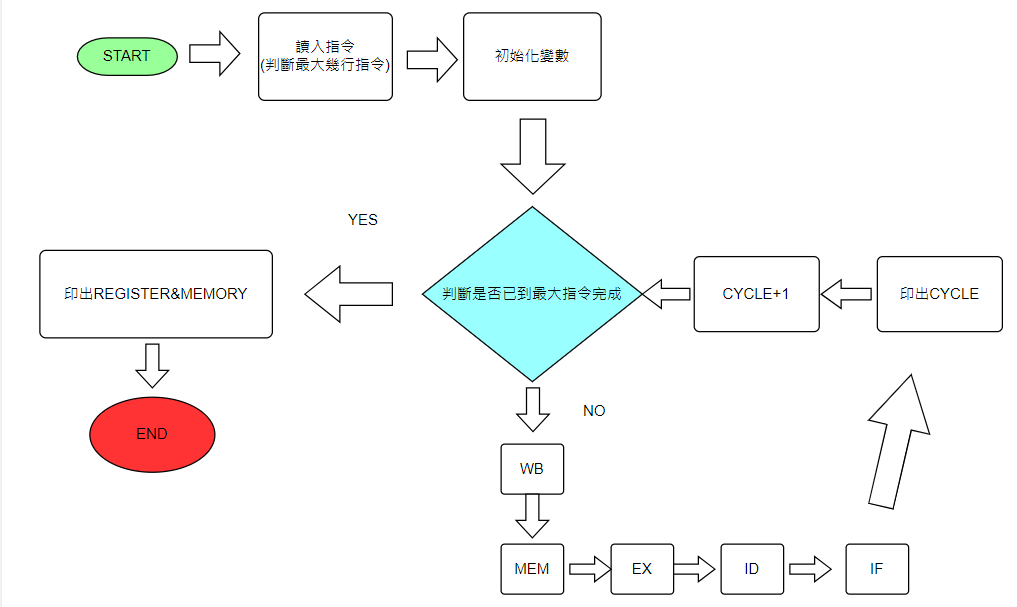 START
讀入指令
(判斷最大幾行指令)
初始化變數
YES
印出REGISTER&MEMORY
判斷是否已到最大指令完成
CYCLE+1
印出CYCLE
END
NO
WB
MEM
EX
ID
IF